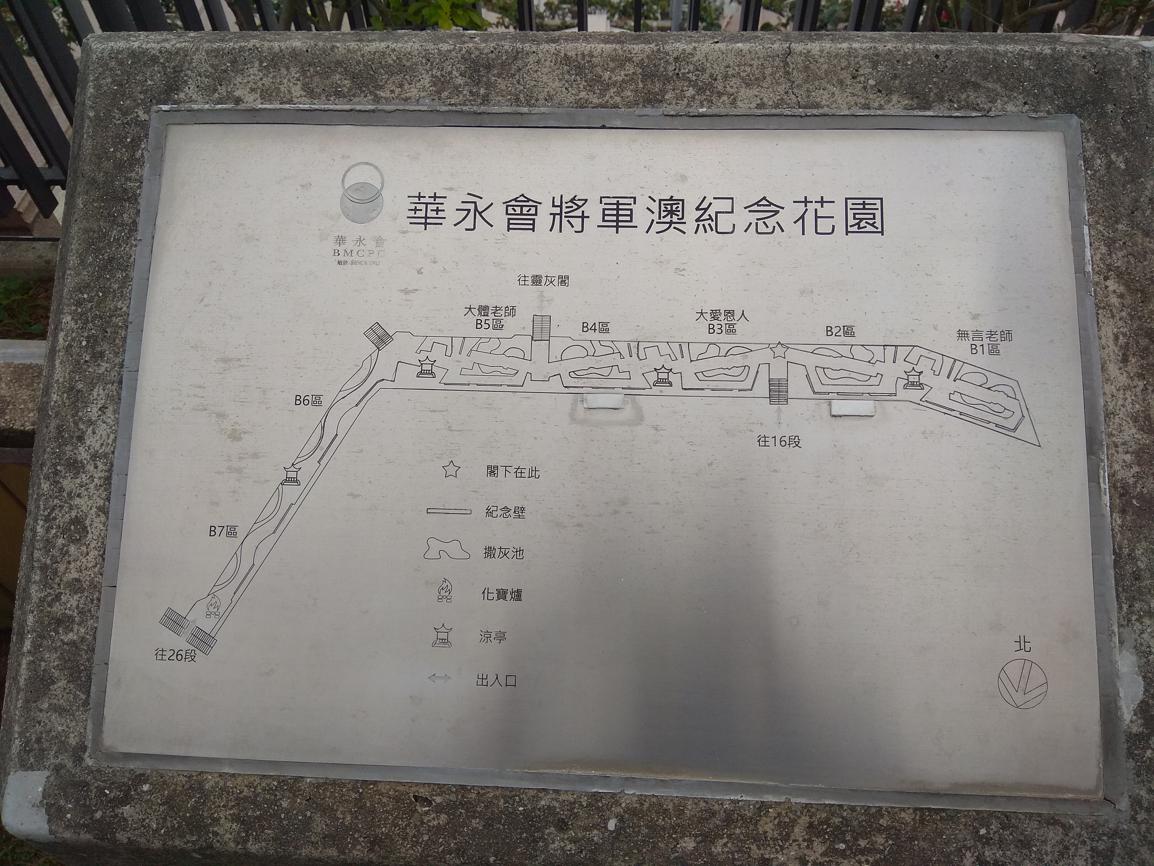 華永會將軍澳紀念花園
華永會
BMCPC
往靈灰閣
大體老師
B5區
B4區
大愛恩人
B3區
B2區
無言老師
B1區
B6區
往16段
B7區
往26段
閣下在此
紀念壁
撒灰池
化寶爐
涼亭
出入口
北